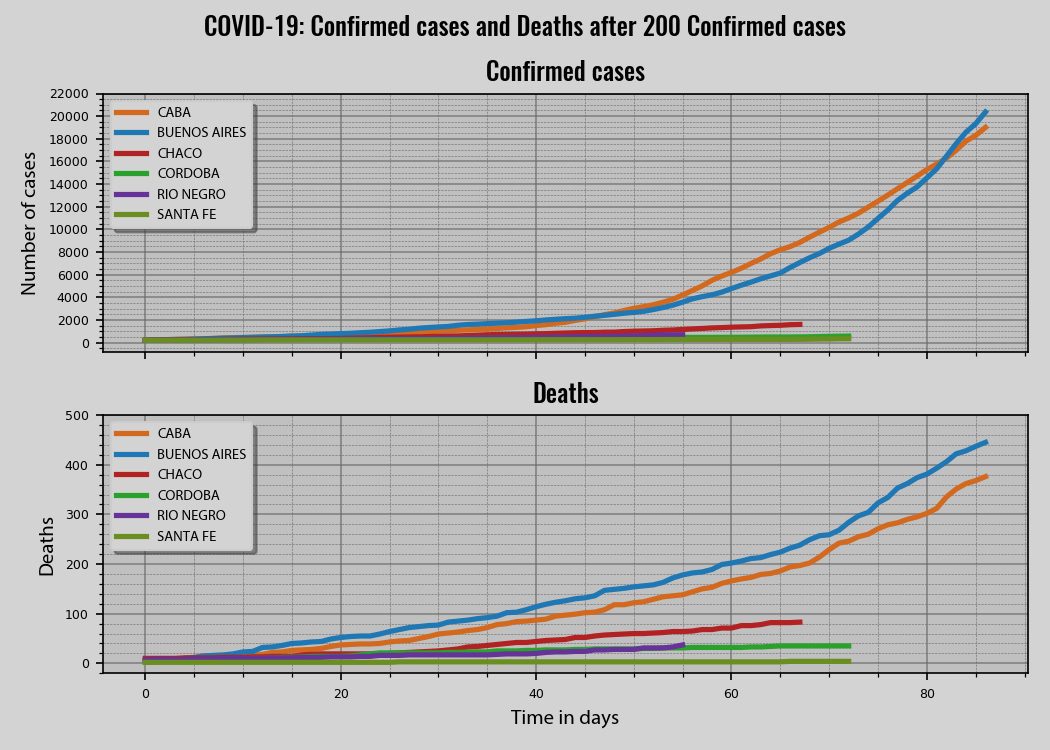 COVID-19: Confirmed cases and Deaths after 200 Confirmed cases
Confirmed cases
22000
20000
18000
16000
14000
12000
10000
8000
6000
4000
2000
0
Number of cases
CABA
BUENOS AIRES
CHACO
CORDOBA
RIO NEGRO
SANTA FE
Deaths
500
400
300
200
100
0
Deaths
CABA
BUENOS AIRES
CHACO
CORDOBA
RIO NEGRO
SANTA FE
0 20 40 60 80
Time in days